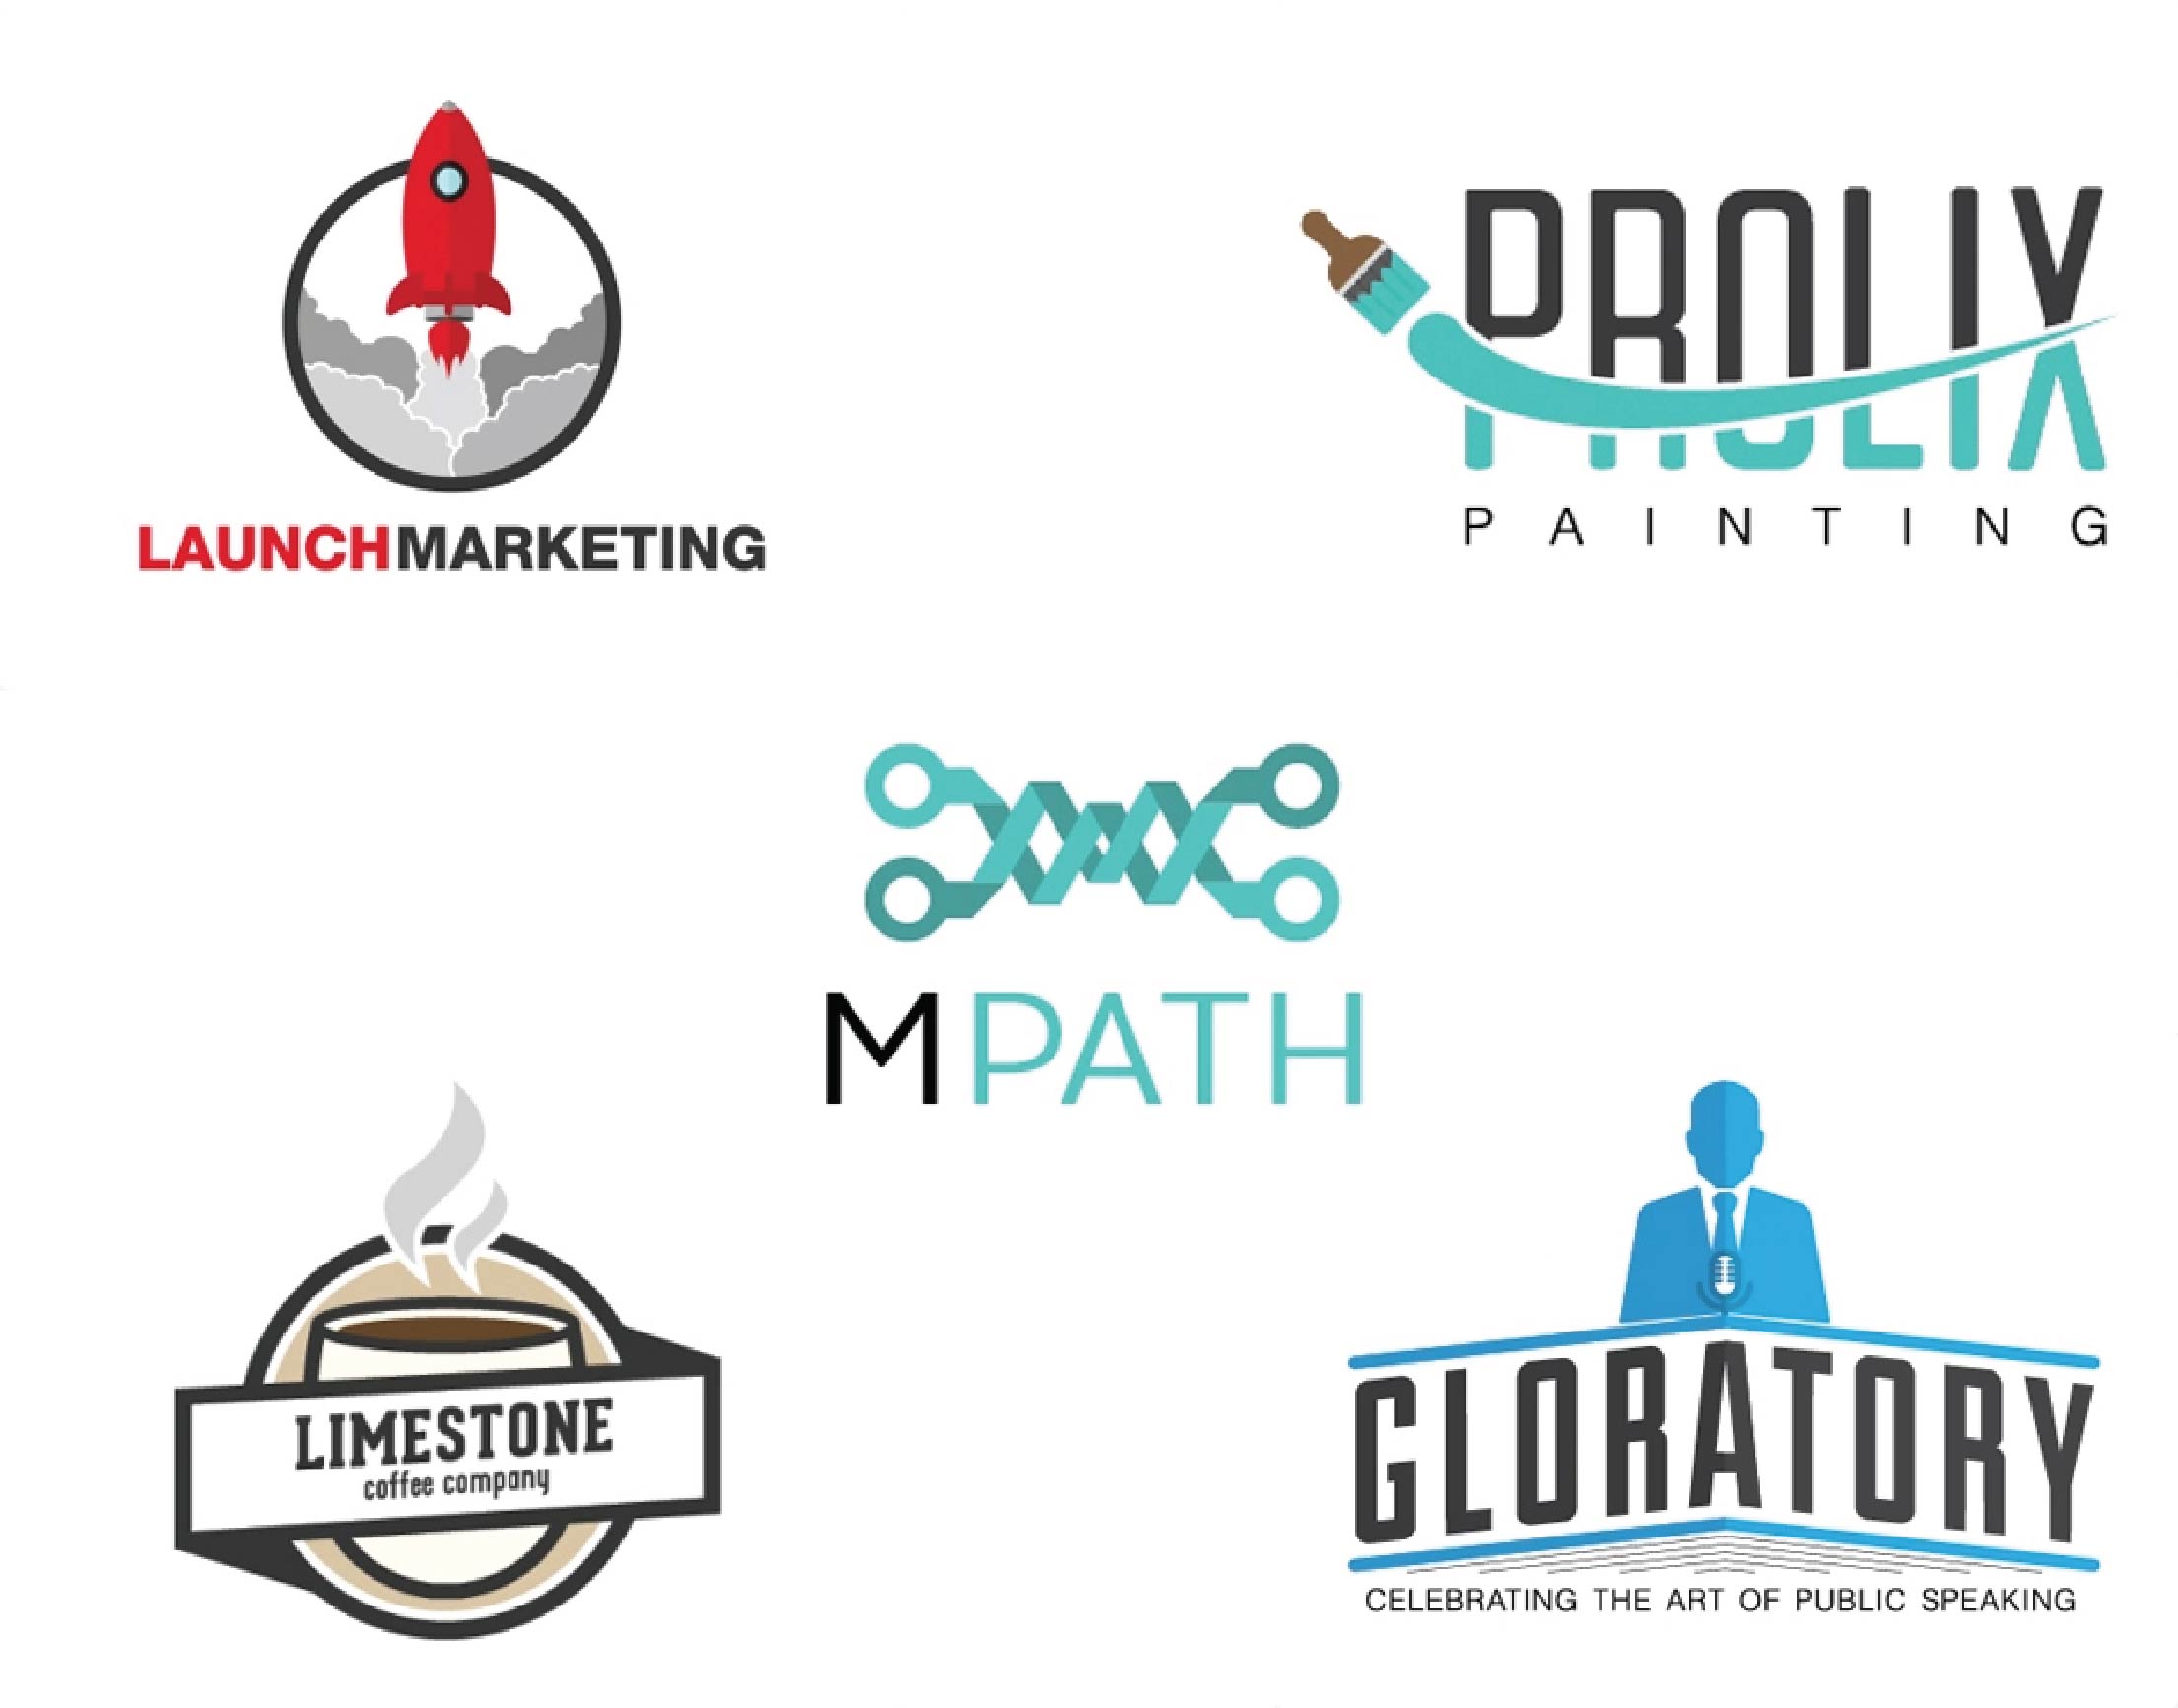 LAUNCHMARKETING
PROLIX
PAINTING
MPATH
LIMESTONE
coffee company
GLORATORY
CELEBRATING THE ART OF PUBLIC SPEAKING